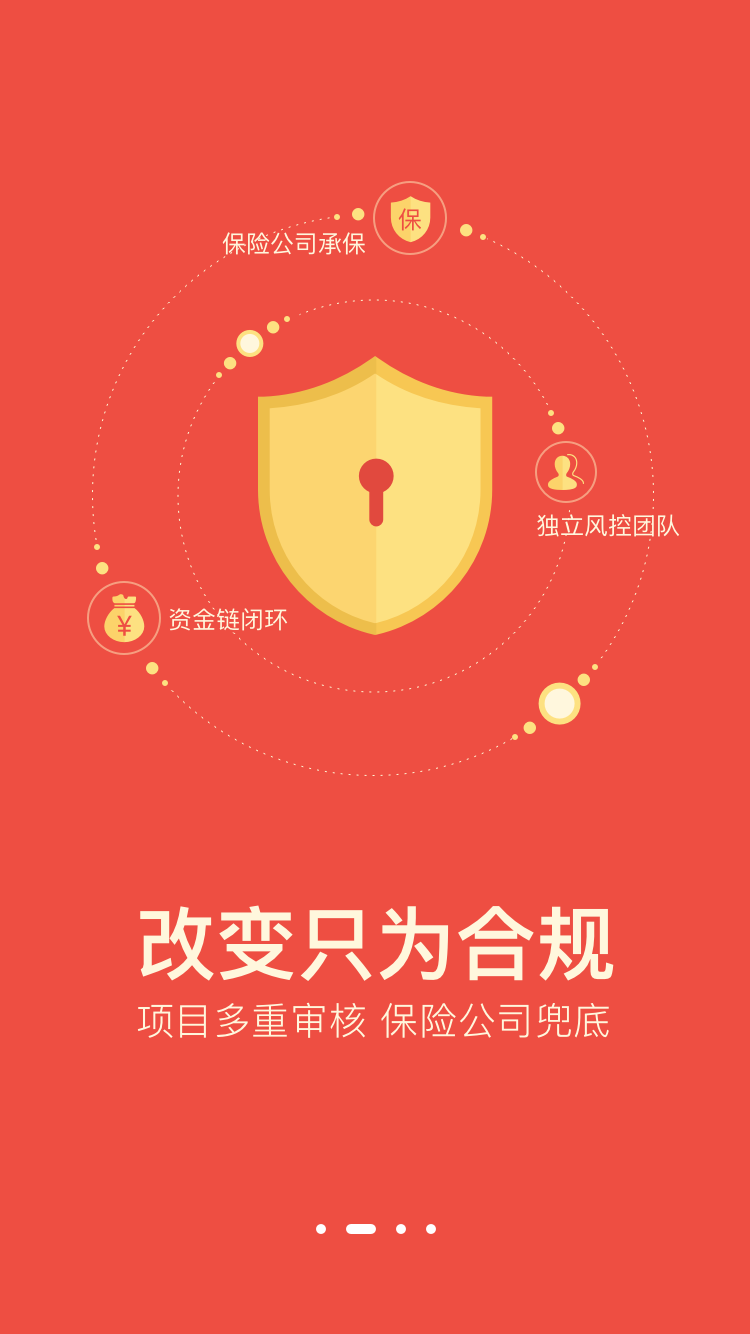 保
保险公司承保
独立风控团队
¥
资金链闭环
改变只为合规
项目多重审核 保险公司兜底